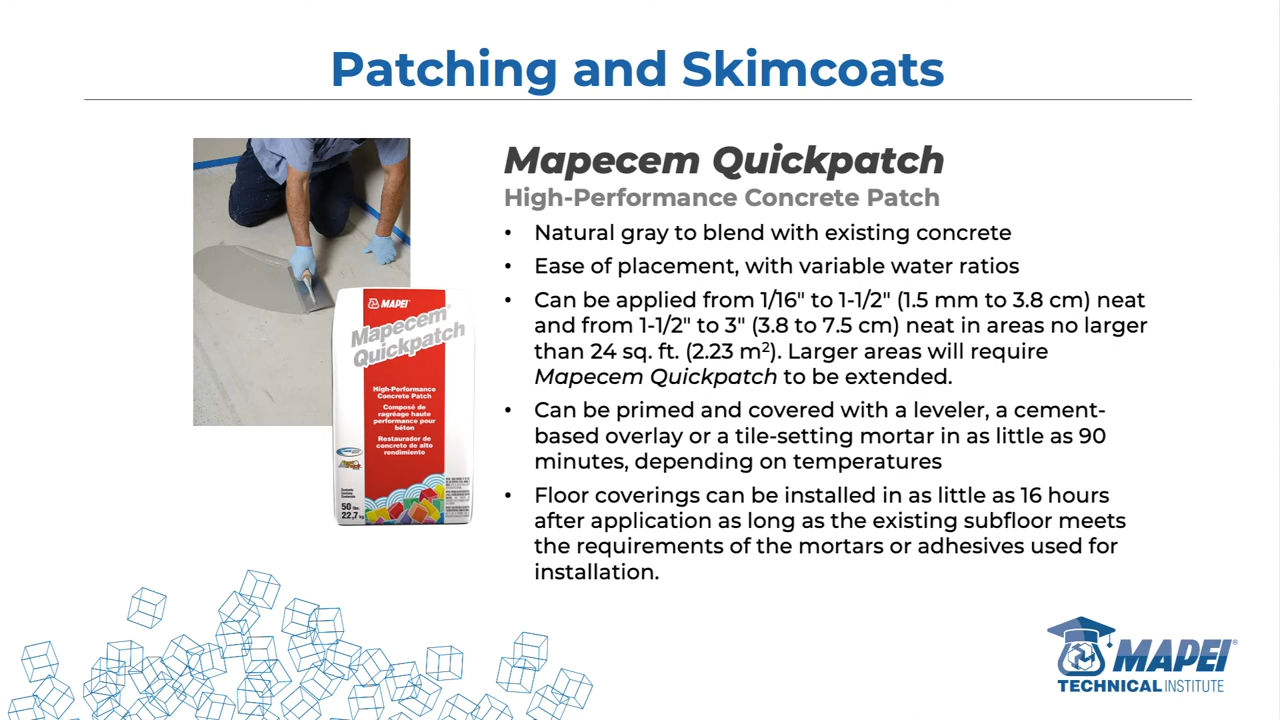 Patching and Skimcoats
Mapecem Quickpatch
High-Performance Concrete Patch
• Natural gray to blend with existing concrete
• Ease of placement, with variable water ratios
• Can be applied from 1/16" to 1-1/2" (1.5 mm to 3.8 cm) neat
and from 1-1/2" to 3" (3.8 to 7.5 cm) neat in areas no larger
than 24 sq. ft. (2.23 m²). Larger areas will require
Mapecem Quickpatch to be extended.
• Can be primed and covered with a leveler, a cement-
based overlay or a tile-setting mortar in as little as 90
minutes, depending on temperatures
• Floor coverings can be installed in as little as 16 hours
after application as long as the existing subfloor meets
the requirements of the mortars or adhesives used for
installation.
MAPEI
Mapecem®
Quickpatch
High-Performance
Concrete Patch
Composé de
ragréage haute
performance pour
béton
Restaurador de
concreto de alto
rendimiento
50 lbs.
22,7 kg
MAPEI®
TECHNICAL INSTITUTE